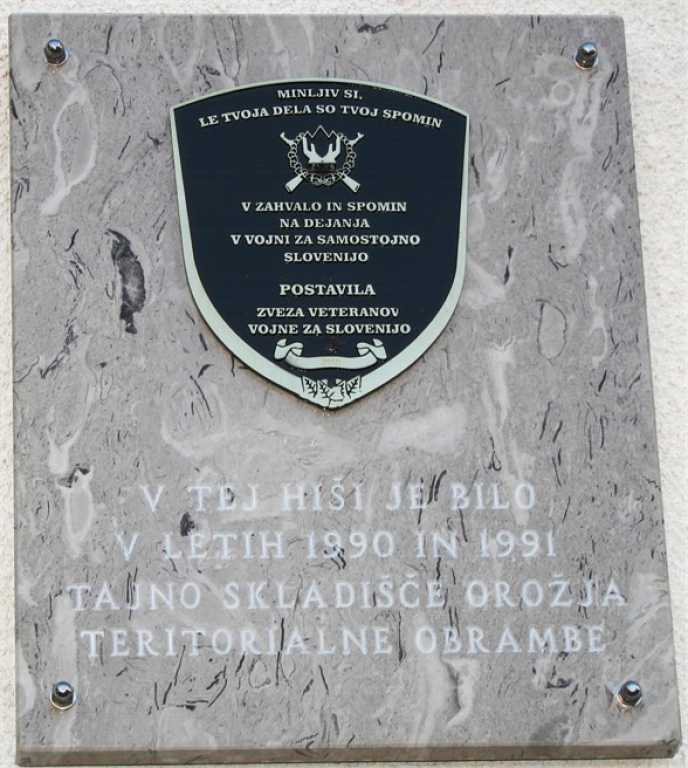 MINLJIV SI,
LE TVOJA DELA SO TVOJ SPOMIN
V ZAHVALO IN SPOMIN
NA DEJANJA
V VOJNI ZA SAMOSTOJNO
SLOVENIJO
POSTAVILA
ZVEZA VETERANOV
VOJNE ZA SLOVENIJO
V TEJ HIŠI JE BILO
V LETIH 1990 IN 1991
TAJNO SKLADIŠČE OROŽJA
TERITORIALNE OBRAMBE